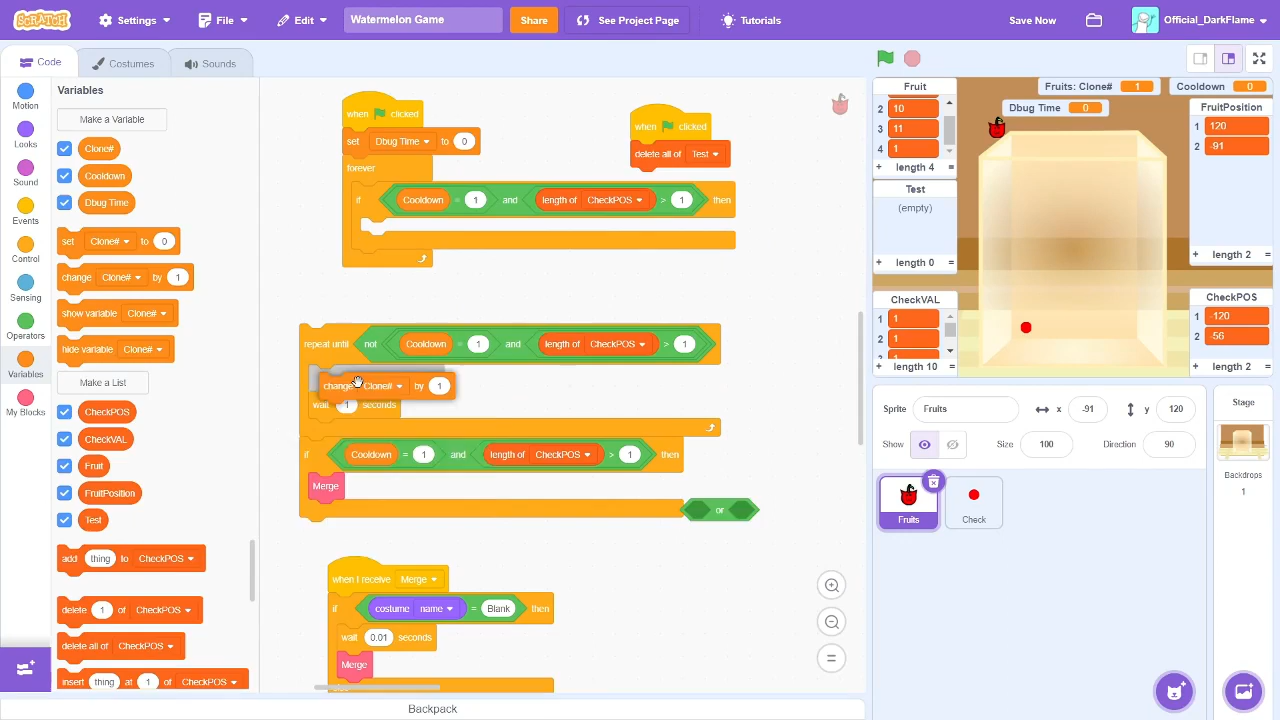 SCRATCH Settings File Edit Watermelon Game Share See Project Page Tutorials Save Now Official_DarkFlame
Code Costumes Sounds
Motion
Looks
Sound
Events
Control
Sensing
Operators
Variables
My Blocks
Variables
Make a Variable
Clone#
Cooldown
Dbug Time
set Clone# to 0
change Clone# by 1
show variable Clone#
hide variable Clone#
Make a List
CheckPOS
CheckVAL
Fruit
FruitPosition
Test
add thing to CheckPOS
delete 1 of CheckPOS
delete all of CheckPOS
insert thing at 1 of CheckPOS
when clicked
set Dbug Time to 0
forever
if Cooldown = 1 and length of CheckPOS > 1 then
when clicked
delete all of Test
repeat until not Cooldown = 1 and length of CheckPOS > 1
change Clone# by 1
wait 1 seconds
if Cooldown = 1 and length of CheckPOS > 1 then
Merge
or
when I receive Merge
if costume name = Blank then
wait 0.01 seconds
Merge
Backpack
Fruit
2 10
3 11
4 1
+ length 4 =
Test
(empty)
+ length 0 =
CheckVAL
1
1
+ length 10 =
Fruits: Clone# 1
Cooldown 0
Dbug Time 0
FruitPosition
1 120
2 -91
+ length 2 =
CheckPOS
1 -120
2 -56
+ length 2 =
Sprite Fruits x -91 y 120
Show Size 100 Direction 90
Fruits
Check
Stage
Backdrops
1